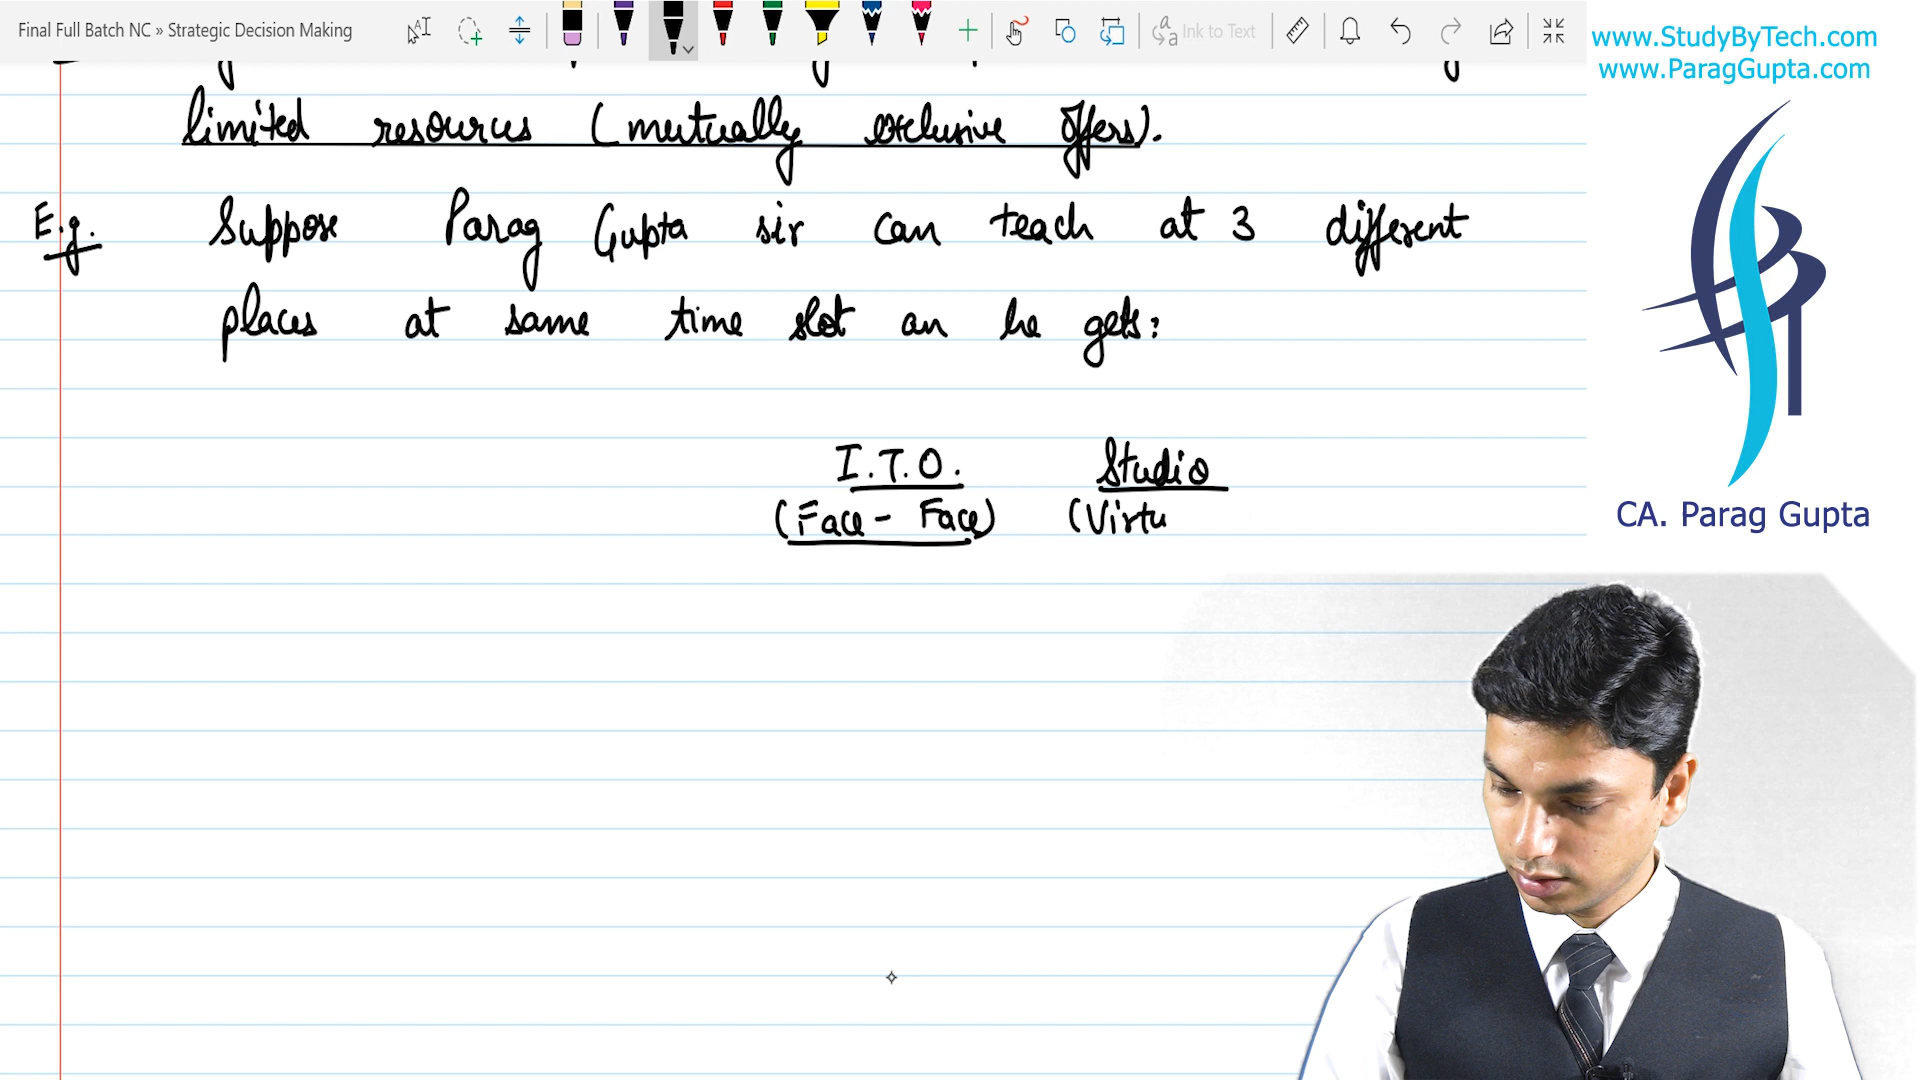 Final Full Batch NC » Strategic Decision Making
Ink to Text
www.StudyByTech.com
www.ParagGupta.com
limited resources (mutually exclusive offers).
E.g. Suppose Parag Gupta sir can teach at 3 different
places at same time slot an he gets:
I.T.O. Studio
(Face - Face) (Virtu
CA. Parag Gupta